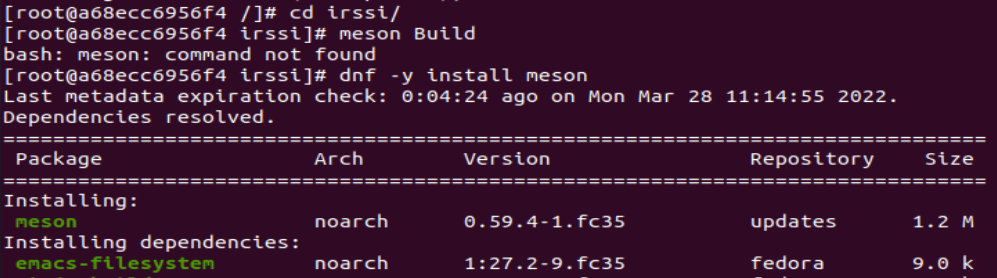 [root@a68ecc6956f4 /]# cd irssi/
[root@a68ecc6956f4 irssi]# meson Build
bash: meson: command not found
[root@a68ecc6956f4 irssi]# dnf -y install meson
Last metadata expiration check: 0:04:24 ago on Mon Mar 28 11:14:55 2022.
Dependencies resolved.
================================================================================
Package Arch Version Repository Size
================================================================================
Installing:
meson noarch 0.59.4-1.fc35 updates 1.2 M
Installing dependencies:
emacs-filesystem noarch 1:27.2-9.fc35 fedora 9.0 k